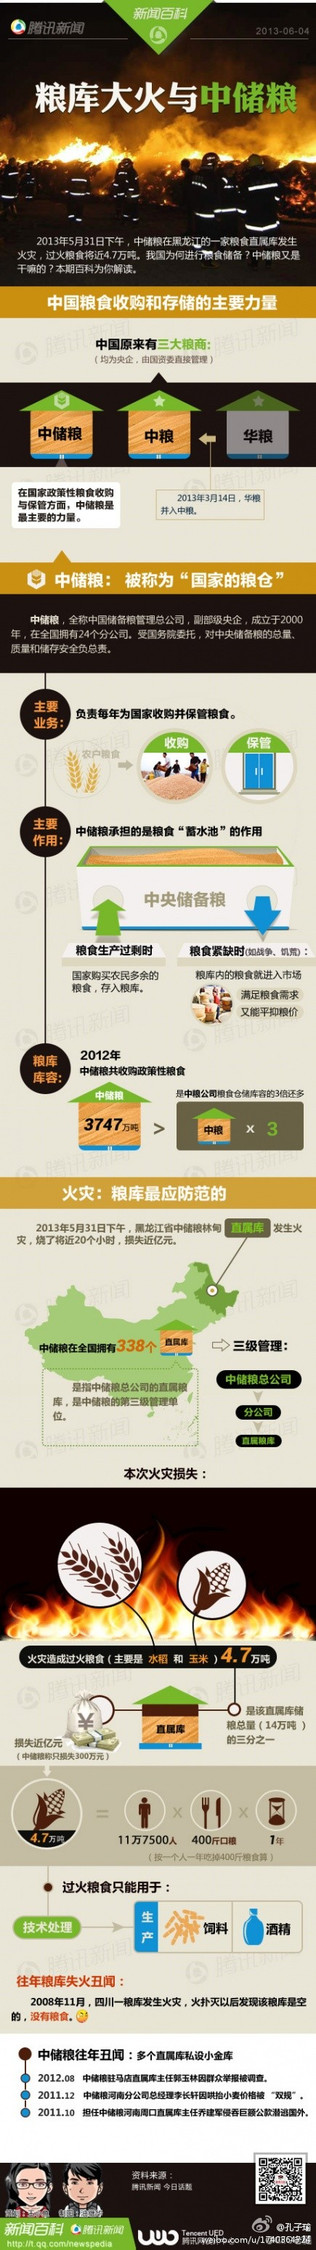 新闻百科
腾讯新闻
2013-06-04
粮库大火与中储粮
2013年5月31日下午，中储粮在黑龙江的一家粮食直属库发生
火灾，过火粮食将近4.7万吨。我国为何进行粮食储备？中储粮又是
干嘛的？本期百科为你解读。
中国粮食收购和存储的主要力量
中国原来有三大粮商：
（均为央企，由国资委直接管理）
中储粮
中粮
华粮
在国家政策性粮食收购
与保管方面，中储粮是
最主要的力量。
2013年3月14日，华粮
并入中粮。
中储粮：被称为“国家的粮仓”
中储粮，全称中国储备粮管理总公司，副部级央企，成立于2000
年，在全国拥有24个分公司。受国务院委托，对中央储备粮的总量、
质量和储存安全负总责。
主要
业务：
负责每年为国家收购并保管粮食。
农户粮食
收购
保管
主要
作用：
中储粮承担的是粮食“蓄水池”的作用
中央储备粮
粮食生产过剩时
国家购买农民多余的
粮食，存入粮库。
粮食紧缺时(如战争、饥荒)：
粮库内的粮食就进入市场
满足粮食需求
又能平抑粮价
粮库
库容：
2012年
中储粮共收购政策性粮食
中储粮
3747万吨
>
是中粮公司粮食仓储库容的3倍还多
中粮
x 3
火灾：粮库最应防范的
2013年5月31日下午，黑龙江省中储粮林甸 直属库 发生火
灾，烧了将近20个小时，损失近亿元。
中储粮在全国拥有338个 直属库
三级管理：
中储粮总公司
分公司
直属粮库
是指中储粮总公司的直属粮
库，是中储粮的第三级管理单
位。
本次火灾损失：
火灾造成过火粮食（主要是 水稻 和 玉米 ）4.7万吨
损失近亿元
（中储粮称只损失300万元）
直属库
是该直属库储
粮总量（14万吨）
的三分之一
4.7万吨
=
11万7500人
x
400斤口粮
x
1年
（按一个人一年吃掉400斤粮食算）
过火粮食只能用于：
技术处理
生产
饲料
酒精
往年粮库失火丑闻：
2008年11月，四川一粮库发生火灾，火扑灭以后发现该粮库是空
的，没有粮食。
中储粮往年丑闻：多个直属库私设小金库
2012.08 中储粮驻马店直属库主任郭玉林因群众举报被调查。
2011.12 中储粮河南分公司总经理李长轩因哄抬小麦价格被“双规”。
2011.10 担任中储粮河南周口直属库主任乔建军侵吞巨额公款潜逃国外。
资料来源：
腾讯新闻 今日话题
新闻百科
http://t.qq.com/newspedia
Tencent UED